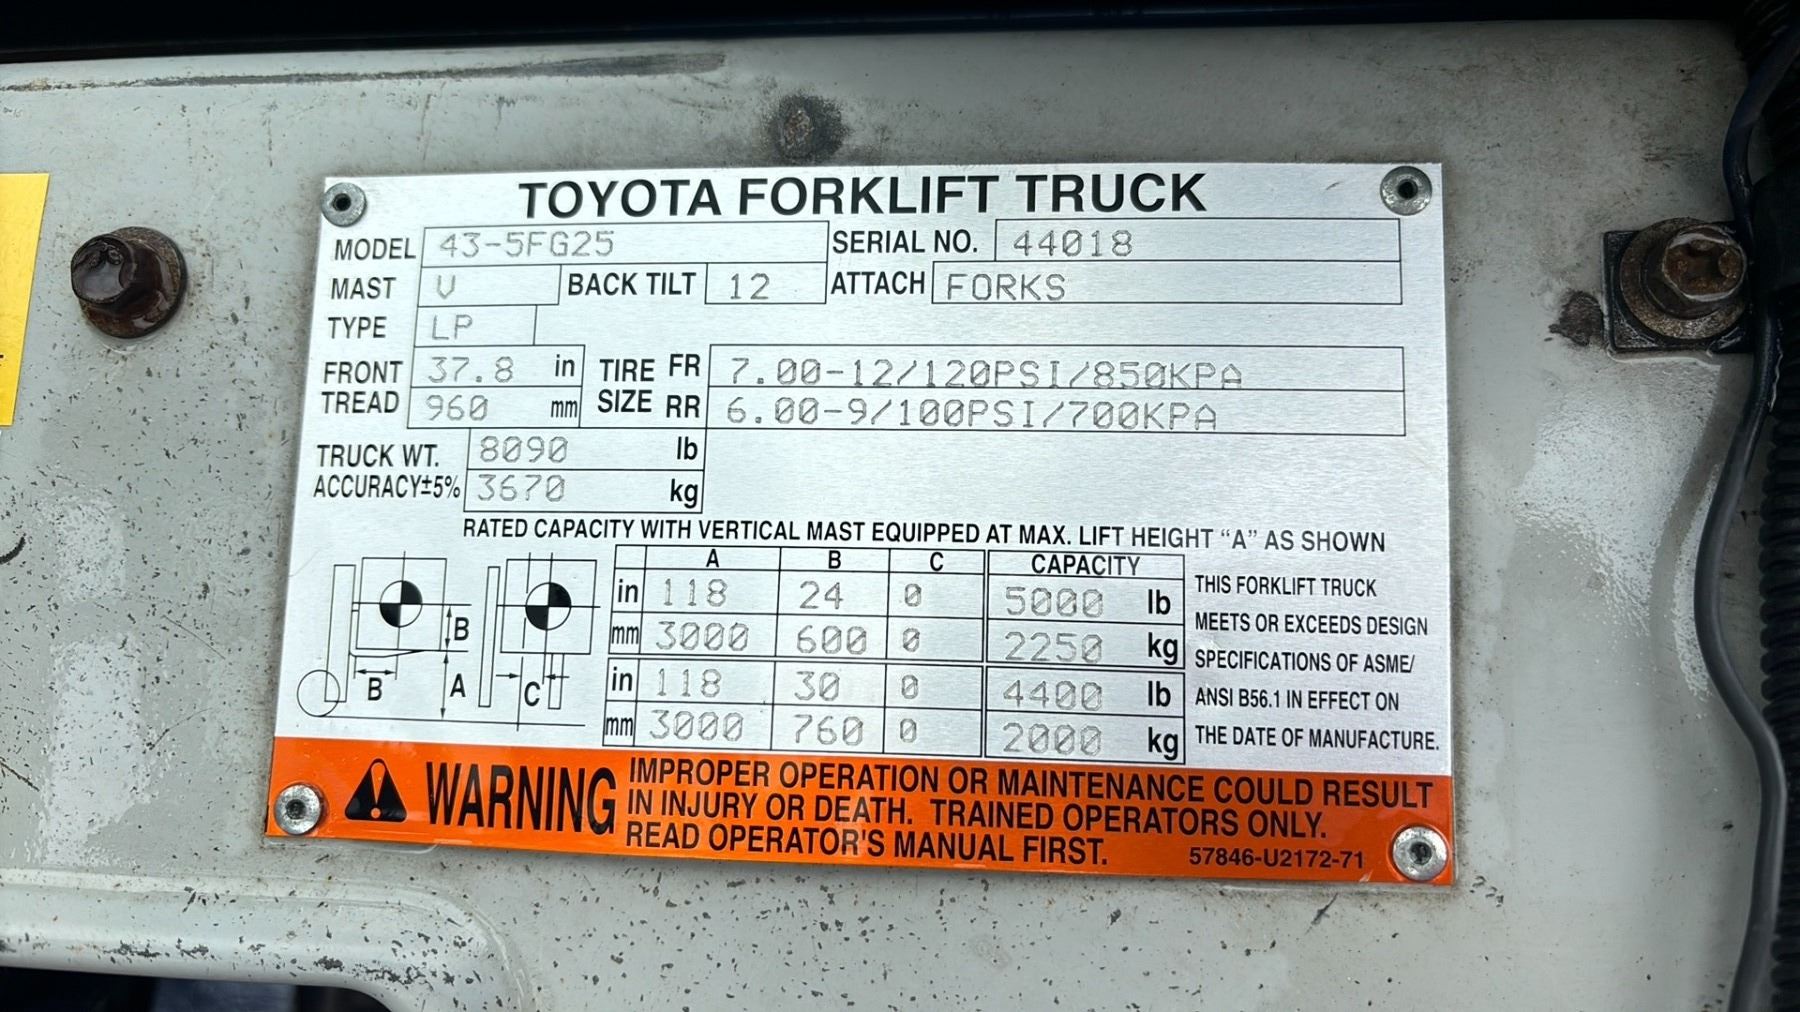 TOYOTA FORKLIFT TRUCK
MODEL 43-5FG25 SERIAL NO. 44018
MAST V BACK TILT 12 ATTACH FORKS
TYPE LP
FRONT TREAD 37.8 in TIRE SIZE FR 7.00-12/120PSI/850KPA
960 mm RR 6.00-9/100PSI/700KPA
TRUCK WT. 8090 lb
ACCURACY±5% 3670 kg
RATED CAPACITY WITH VERTICAL MAST EQUIPPED AT MAX. LIFT HEIGHT “A” AS SHOWN
A B C CAPACITY
in 118 24 0 5000 lb
mm 3000 600 0 2250 kg
in 118 30 0 4400 lb
mm 3000 760 0 2000 kg
B
B A C
THIS FORKLIFT TRUCK
MEETS OR EXCEEDS DESIGN
SPECIFICATIONS OF ASME/
ANSI B56.1 IN EFFECT ON
THE DATE OF MANUFACTURE.
WARNING
IMPROPER OPERATION OR MAINTENANCE COULD RESULT
IN INJURY OR DEATH. TRAINED OPERATORS ONLY.
READ OPERATOR'S MANUAL FIRST.
57846-U2172-71